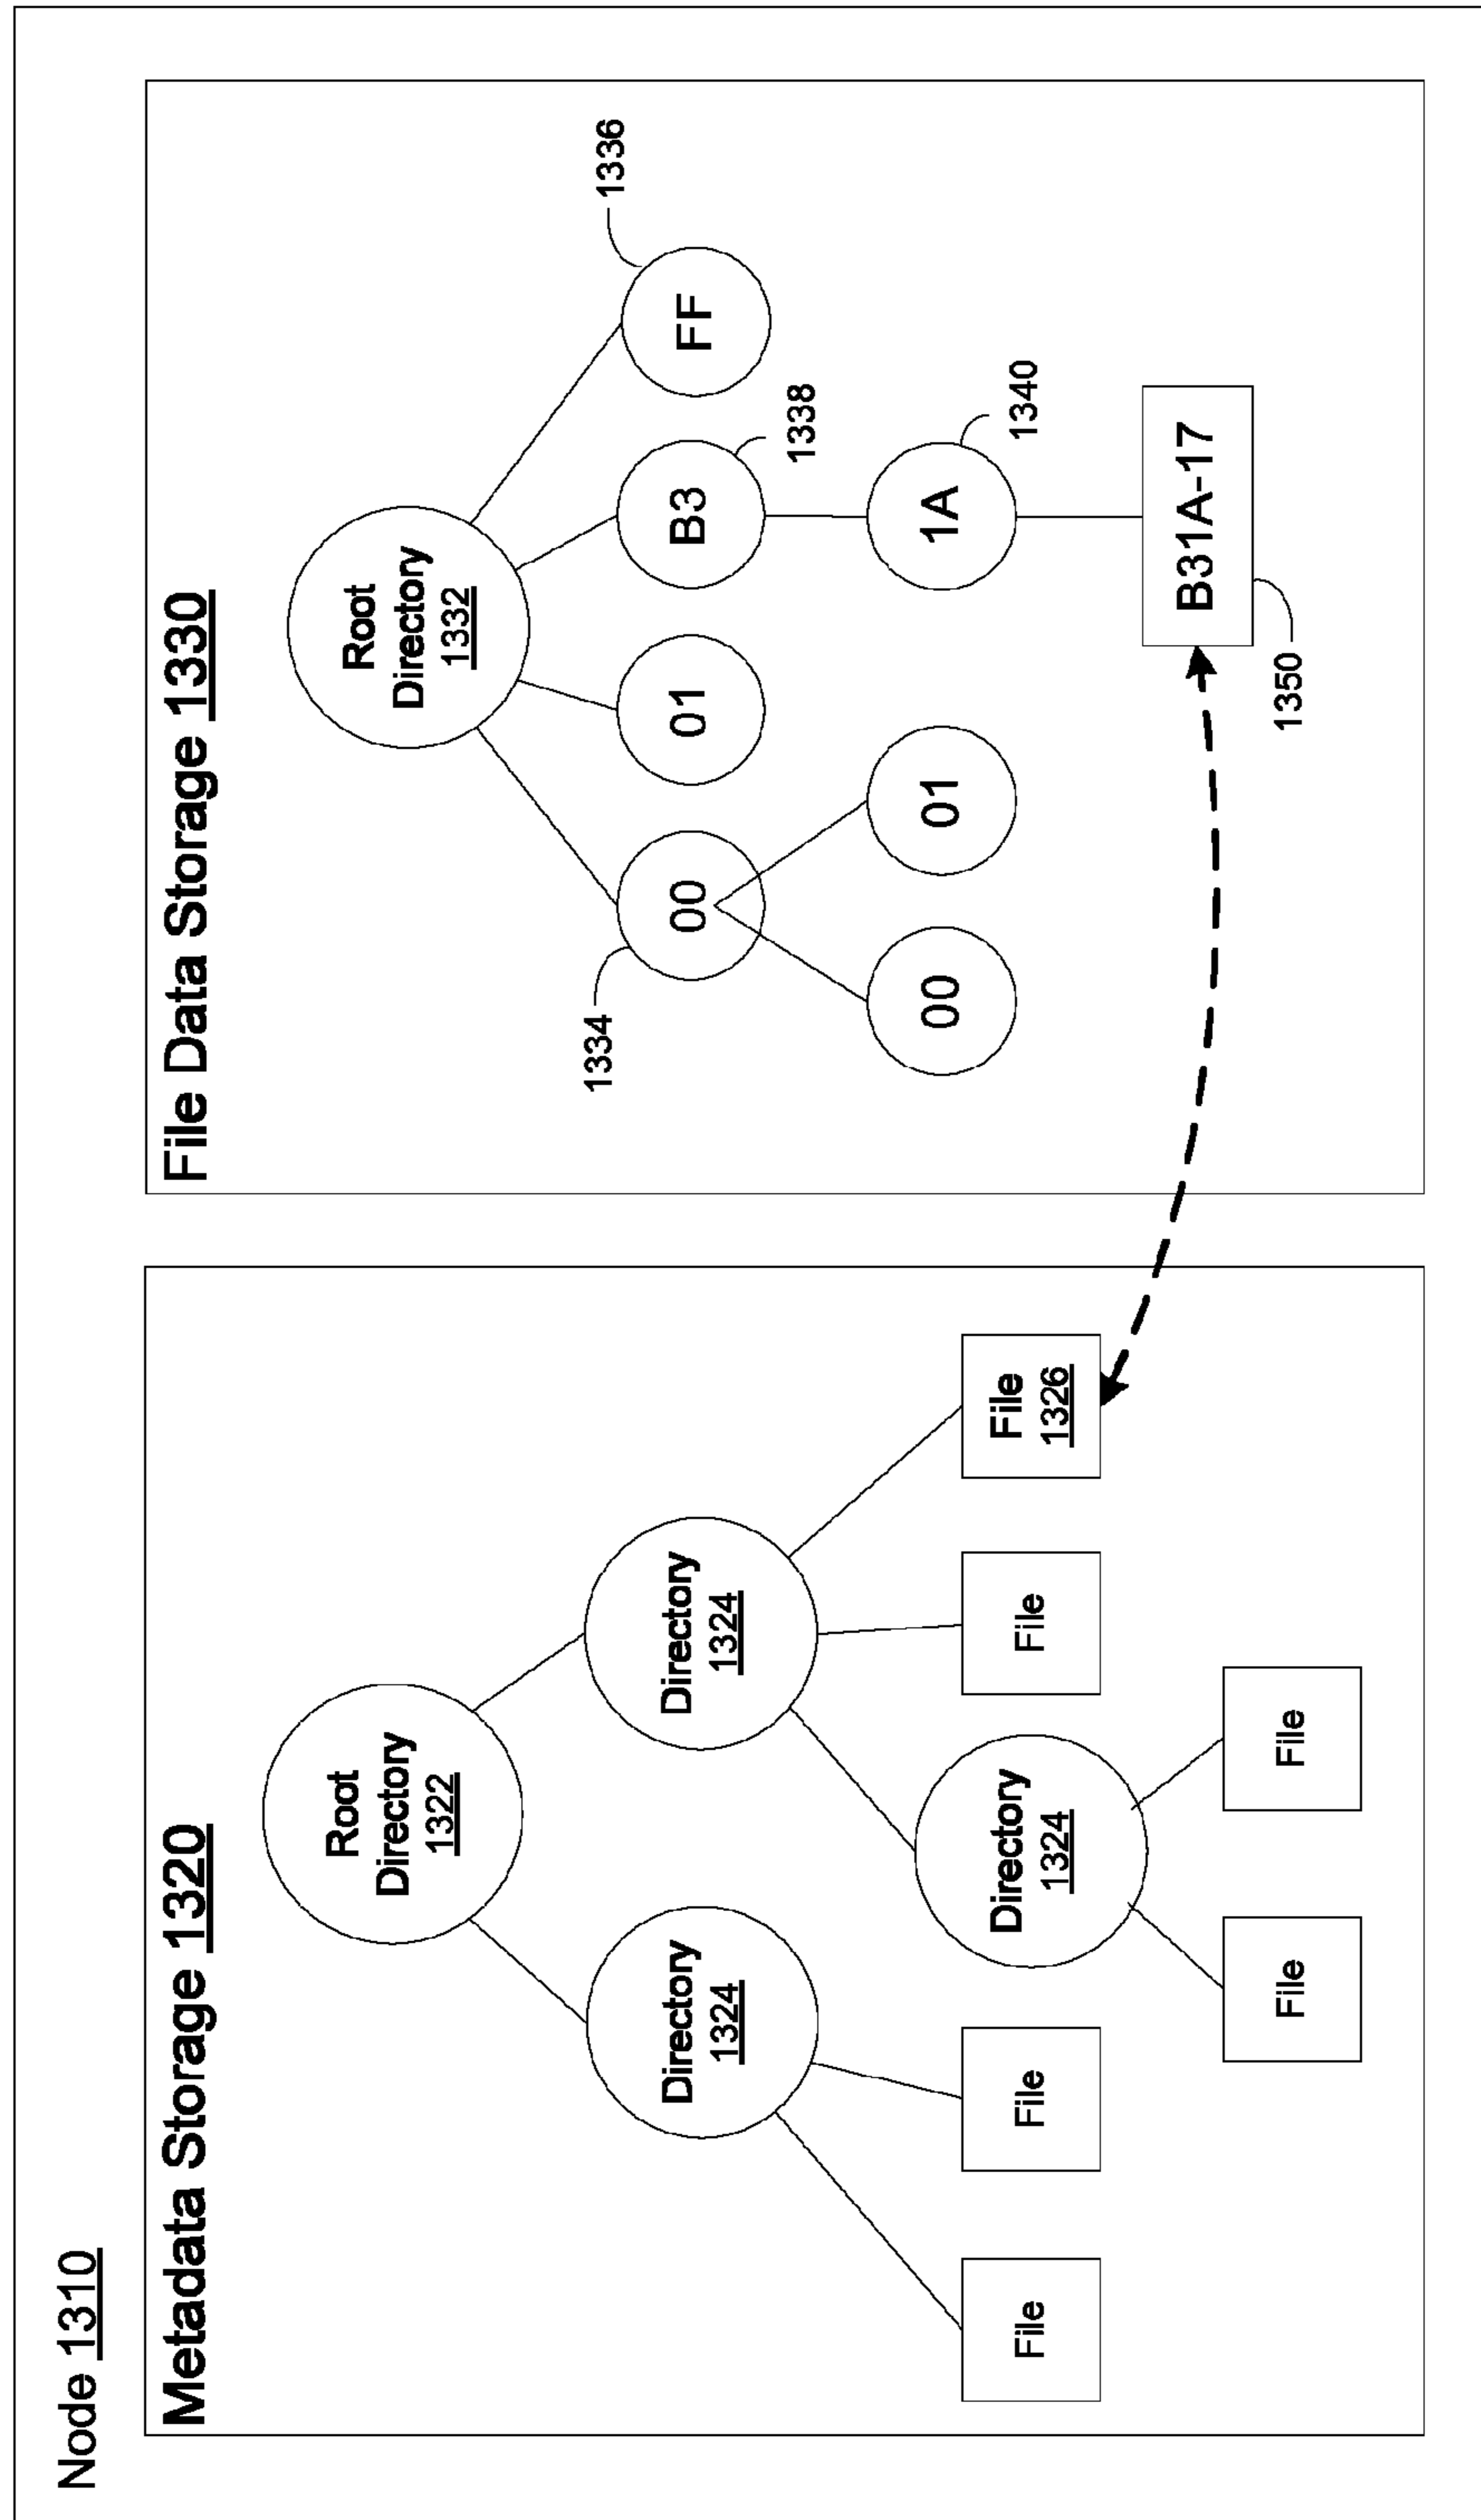 Node 1310
Metadata Storage 1320
Root
Directory
1322
Directory
1324
Directory
1324
File
File
Directory
1324
File
File
1326
File
File
File Data Storage 1330
Root
Directory
1332
1334
00
01
B3
FF
1336
1338
00
01
1A
1340
B31A-17
1350